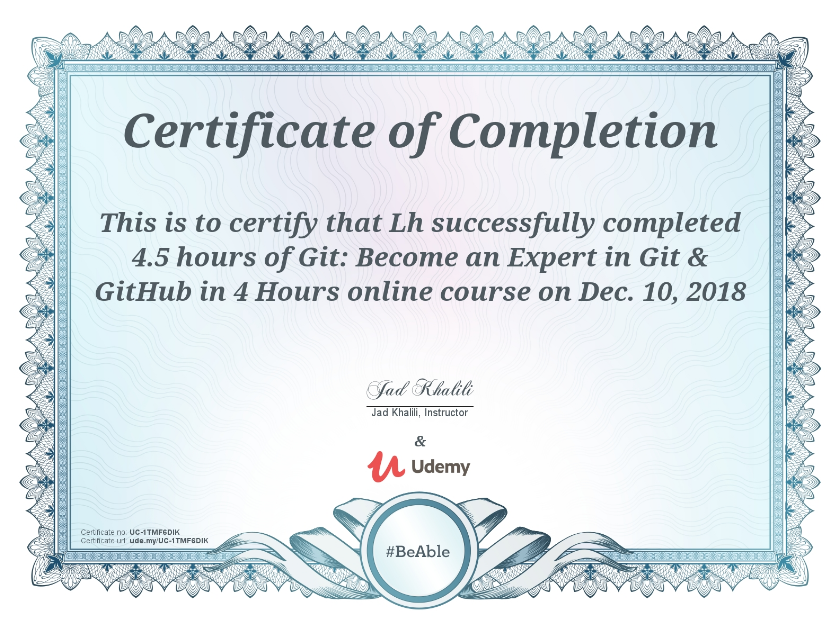 Certificate of Completion
This is to certify that Lh successfully completed
4.5 hours of Git: Become an Expert in Git &
GitHub in 4 Hours online course on Dec. 10, 2018
Jad Khalili
Jad Khalili, Instructor
&
Udemy
Certificate no: UC-1TMF6DIK
Certificate url: ude.my/UC-1TMF6DIK
#BeAble